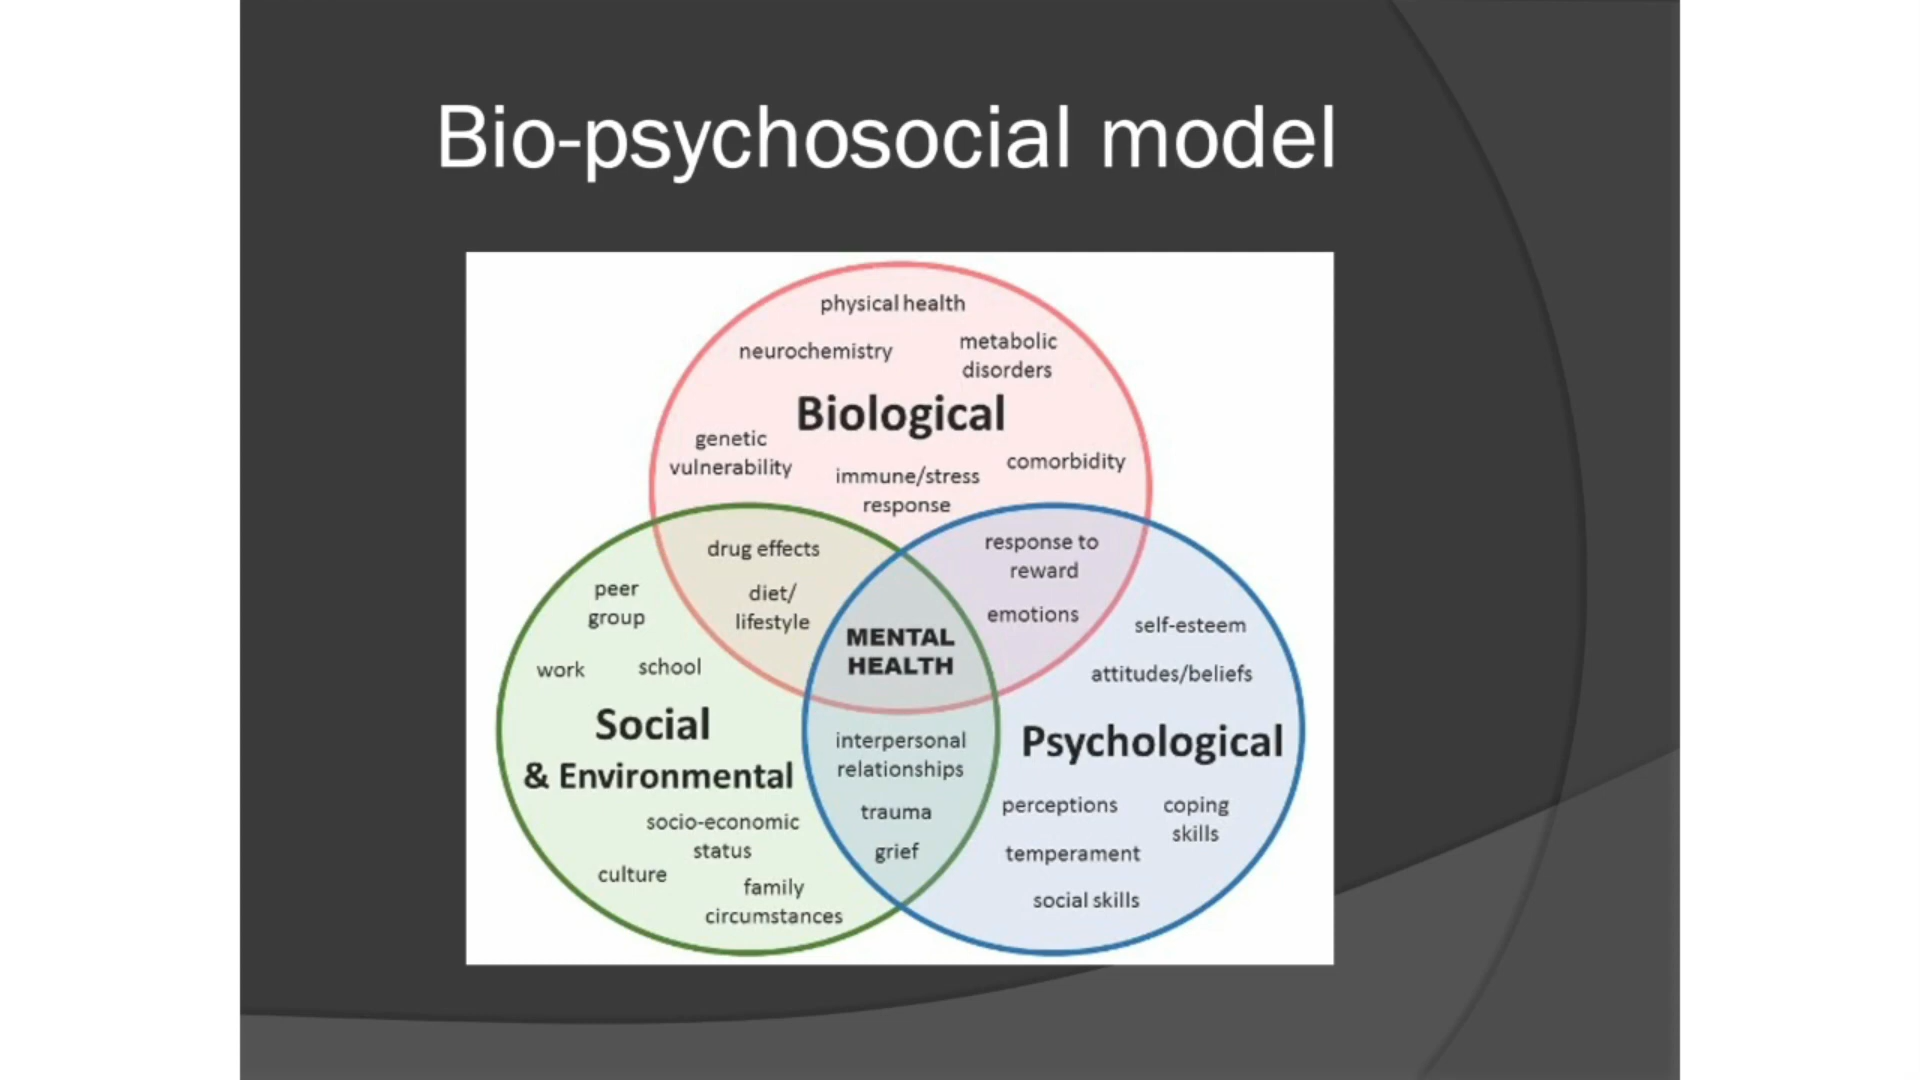 Bio-psychosocial model
physical health
neurochemistry
metabolic
disorders
Biological
genetic
vulnerability
immune/stress
response
comorbidity
drug effects
diet/
lifestyle
response to
reward
emotions
MENTAL
HEALTH
peer
group
work
school
Social
& Environmental
socio-economic
status
culture
family
circumstances
interpersonal
relationships
trauma
grief
self-esteem
attitudes/beliefs
Psychological
perceptions
coping
skills
temperament
social skills